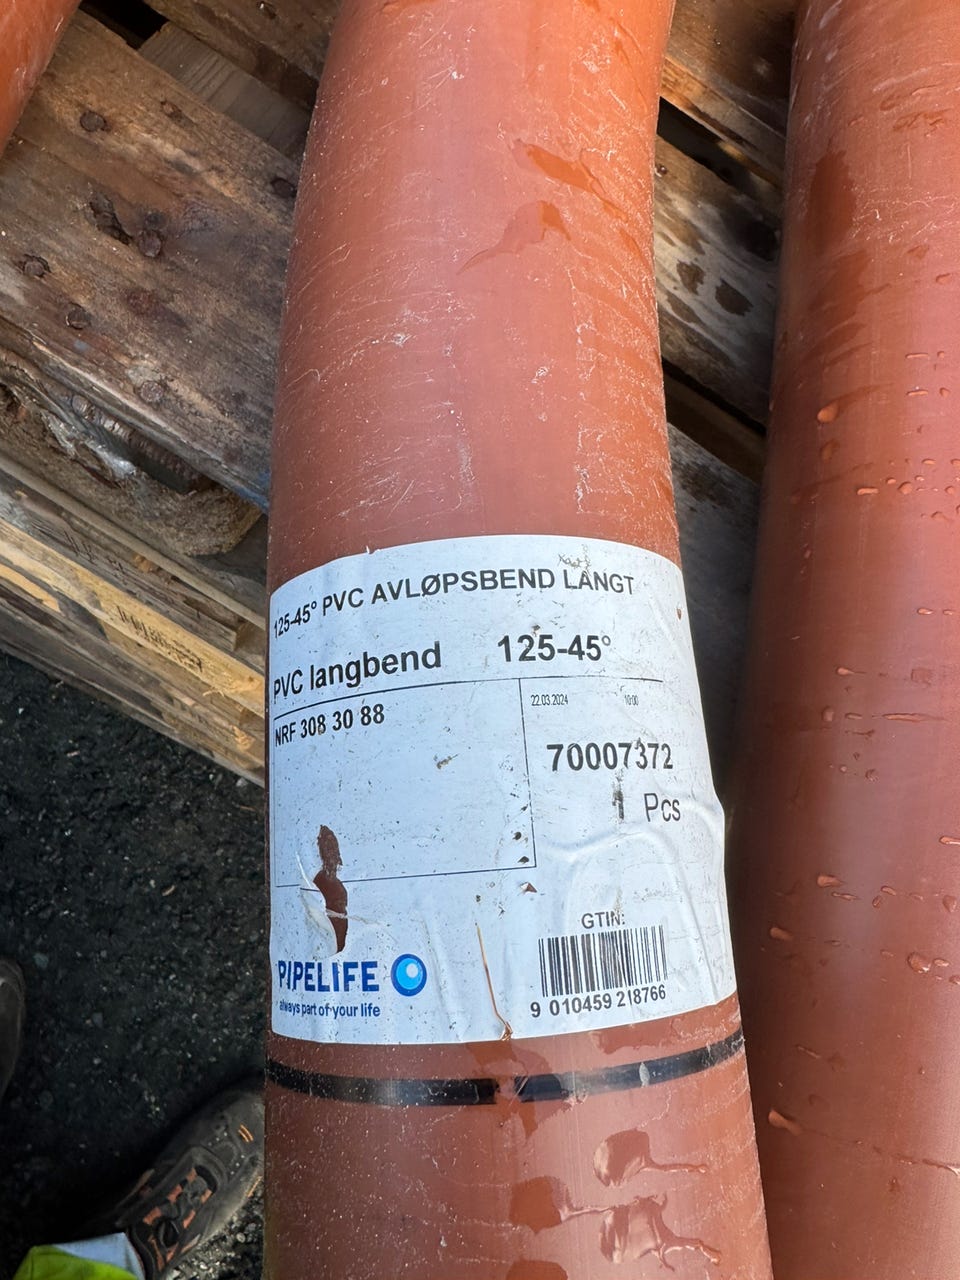 125-45° PVC AVLØPSBEND LANGT
PVC langbend 125-45°
NRF 308 30 88
22.03.2024 10:00
70007372
1 Pcs
GTIN:
9 010459 218766
PIPELIFE
always part of your life